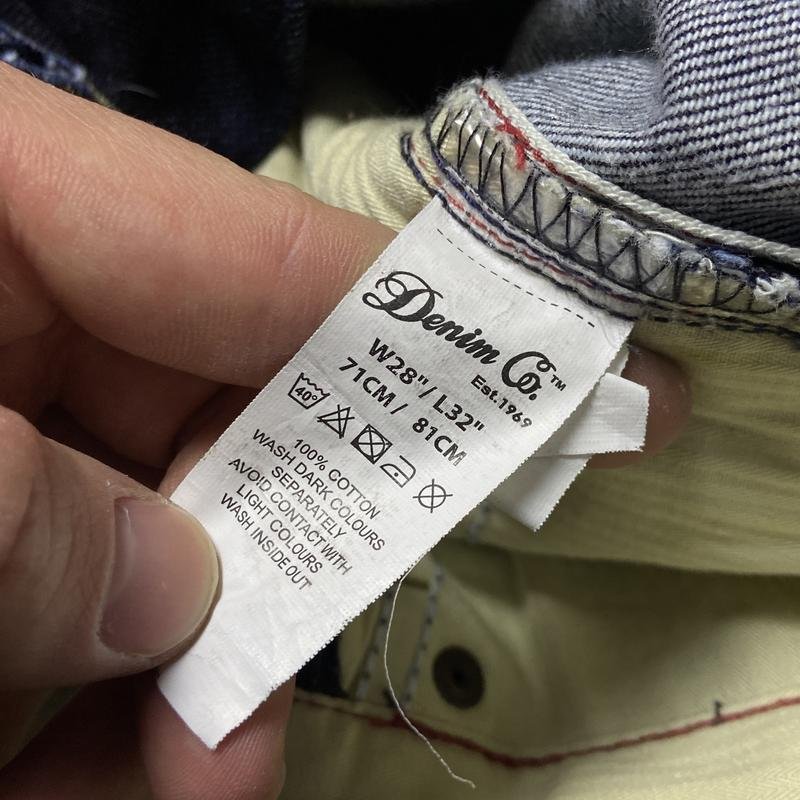 Denim Co.™
Est.1969
W28"/L32"
71CM/ 81CM
40°
100% COTTON
WASH DARK COLOURS
SEPARATELY
AVOID CONTACT WITH
LIGHT COLOURS
WASH INSIDE OUT